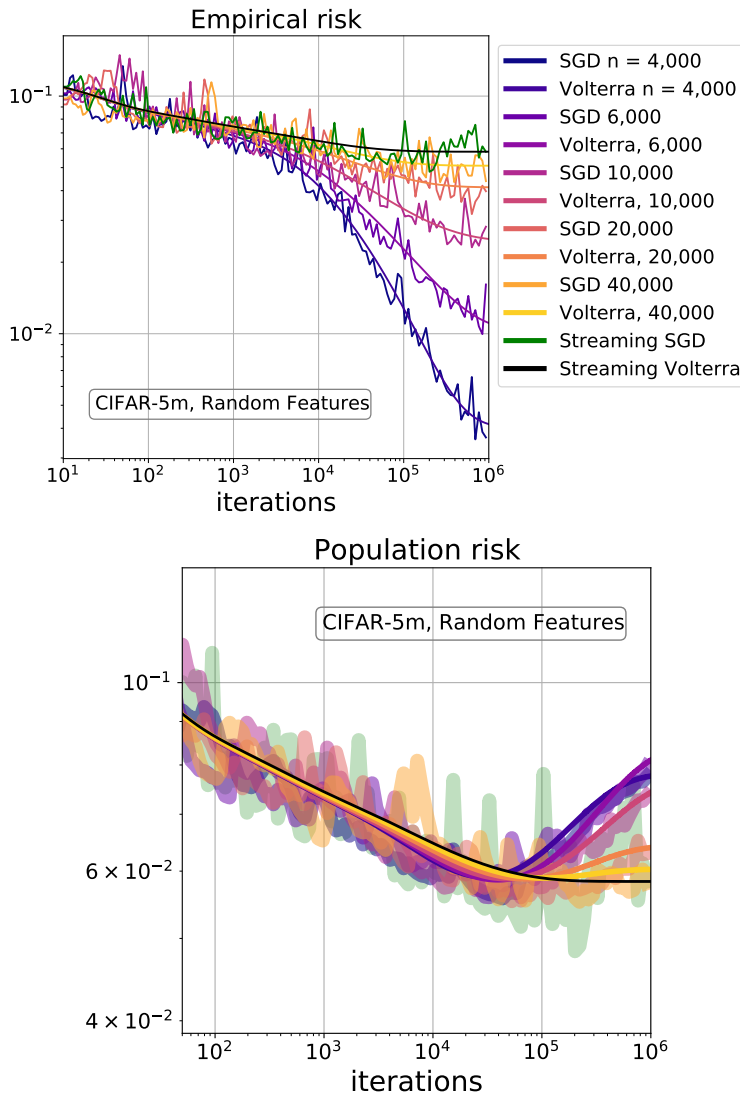 Empirical risk
10⁻¹
10⁻²
CIFAR-5m, Random Features
10¹ 10² 10³ 10⁴ 10⁵ 10⁶
iterations
SGD n = 4,000
Volterra n = 4,000
SGD 6,000
Volterra, 6,000
SGD 10,000
Volterra, 10,000
SGD 20,000
Volterra, 20,000
SGD 40,000
Volterra, 40,000
Streaming SGD
Streaming Volterra
Population risk
CIFAR-5m, Random Features
10⁻¹
6 × 10⁻²
4 × 10⁻²
10² 10³ 10⁴ 10⁵ 10⁶
iterations